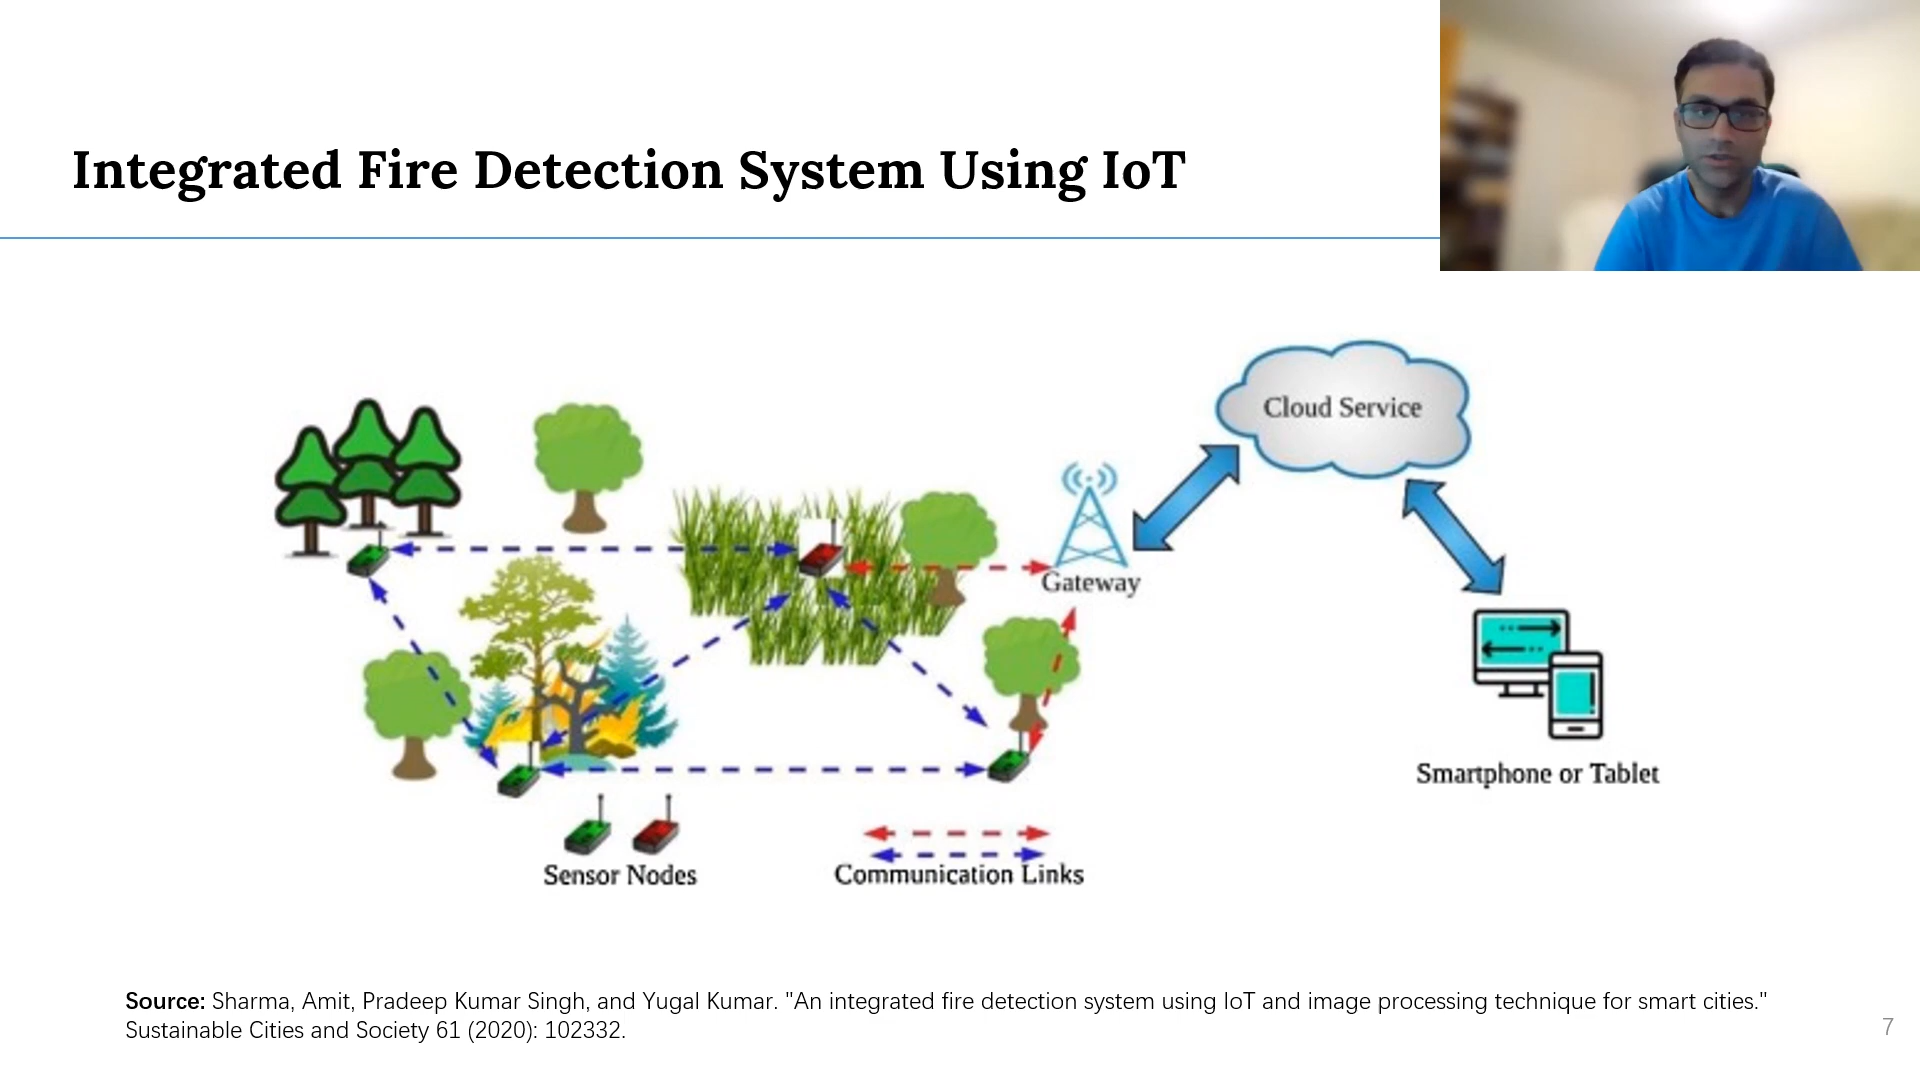 Integrated Fire Detection System Using IoT
Cloud Service
Gateway
Smartphone or Tablet
Sensor Nodes
Communication Links
Source: Sharma, Amit, Pradeep Kumar Singh, and Yugal Kumar. "An integrated fire detection system using IoT and image processing technique for smart cities."
Sustainable Cities and Society 61 (2020): 102332.
7